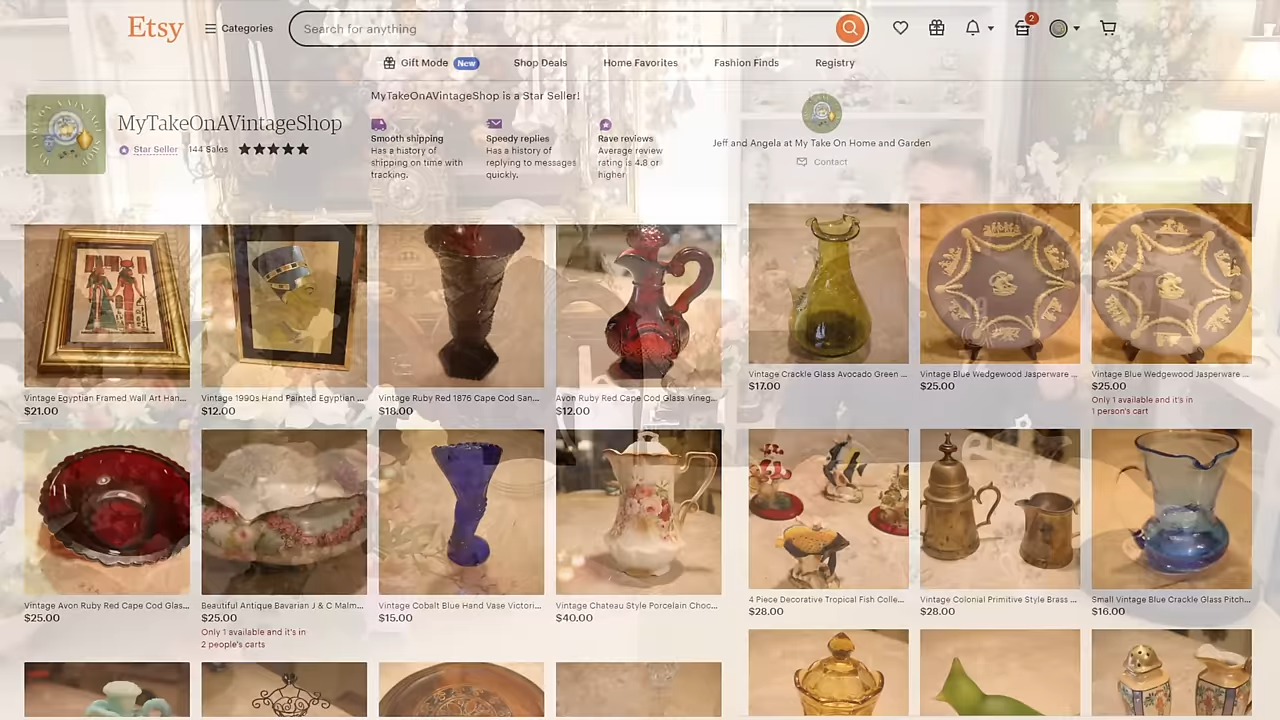 Etsy
Categories
Search for anything
2
Gift Mode New
Shop Deals
Home Favorites
Fashion Finds
Registry
MyTakeOnAVintageShop
Star Seller 144 Sales
MyTakeOnAVintageShop is a Star Seller!
Smooth shipping
Has a history of
shipping on time with
tracking.
Speedy replies
Has a history of
replying to messages
quickly.
Rave reviews
Average review
rating is 4.8 or
higher
Jeff and Angela at My Take On Home and Garden
Contact
Vintage Egyptian Framed Wall Art Han...
$21.00
Vintage 1990s Hand Painted Egyptian ...
$12.00
Vintage Ruby Red 1876 Cape Cod San...
$18.00
Avon Ruby Red Cape Cod Glass Vineg...
$12.00
Vintage Crackle Glass Avocado Green ...
$17.00
Vintage Blue Wedgewood Jasperware ...
$25.00
Vintage Blue Wedgewood Jasperware ...
$25.00
Only 1 available and it's in
1 person's cart
Vintage Avon Ruby Red Cape Cod Glas...
$25.00
Beautiful Antique Bavarian J & C Malm...
$25.00
Only 1 available and it's in
2 people's carts
Vintage Cobalt Blue Hand Vase Victori...
$15.00
Vintage Chateau Style Porcelain Choc...
$40.00
4 Piece Decorative Tropical Fish Colle...
$28.00
Vintage Colonial Primitive Style Brass ...
$28.00
Small Vintage Blue Crackle Glass Pitch...
$16.00